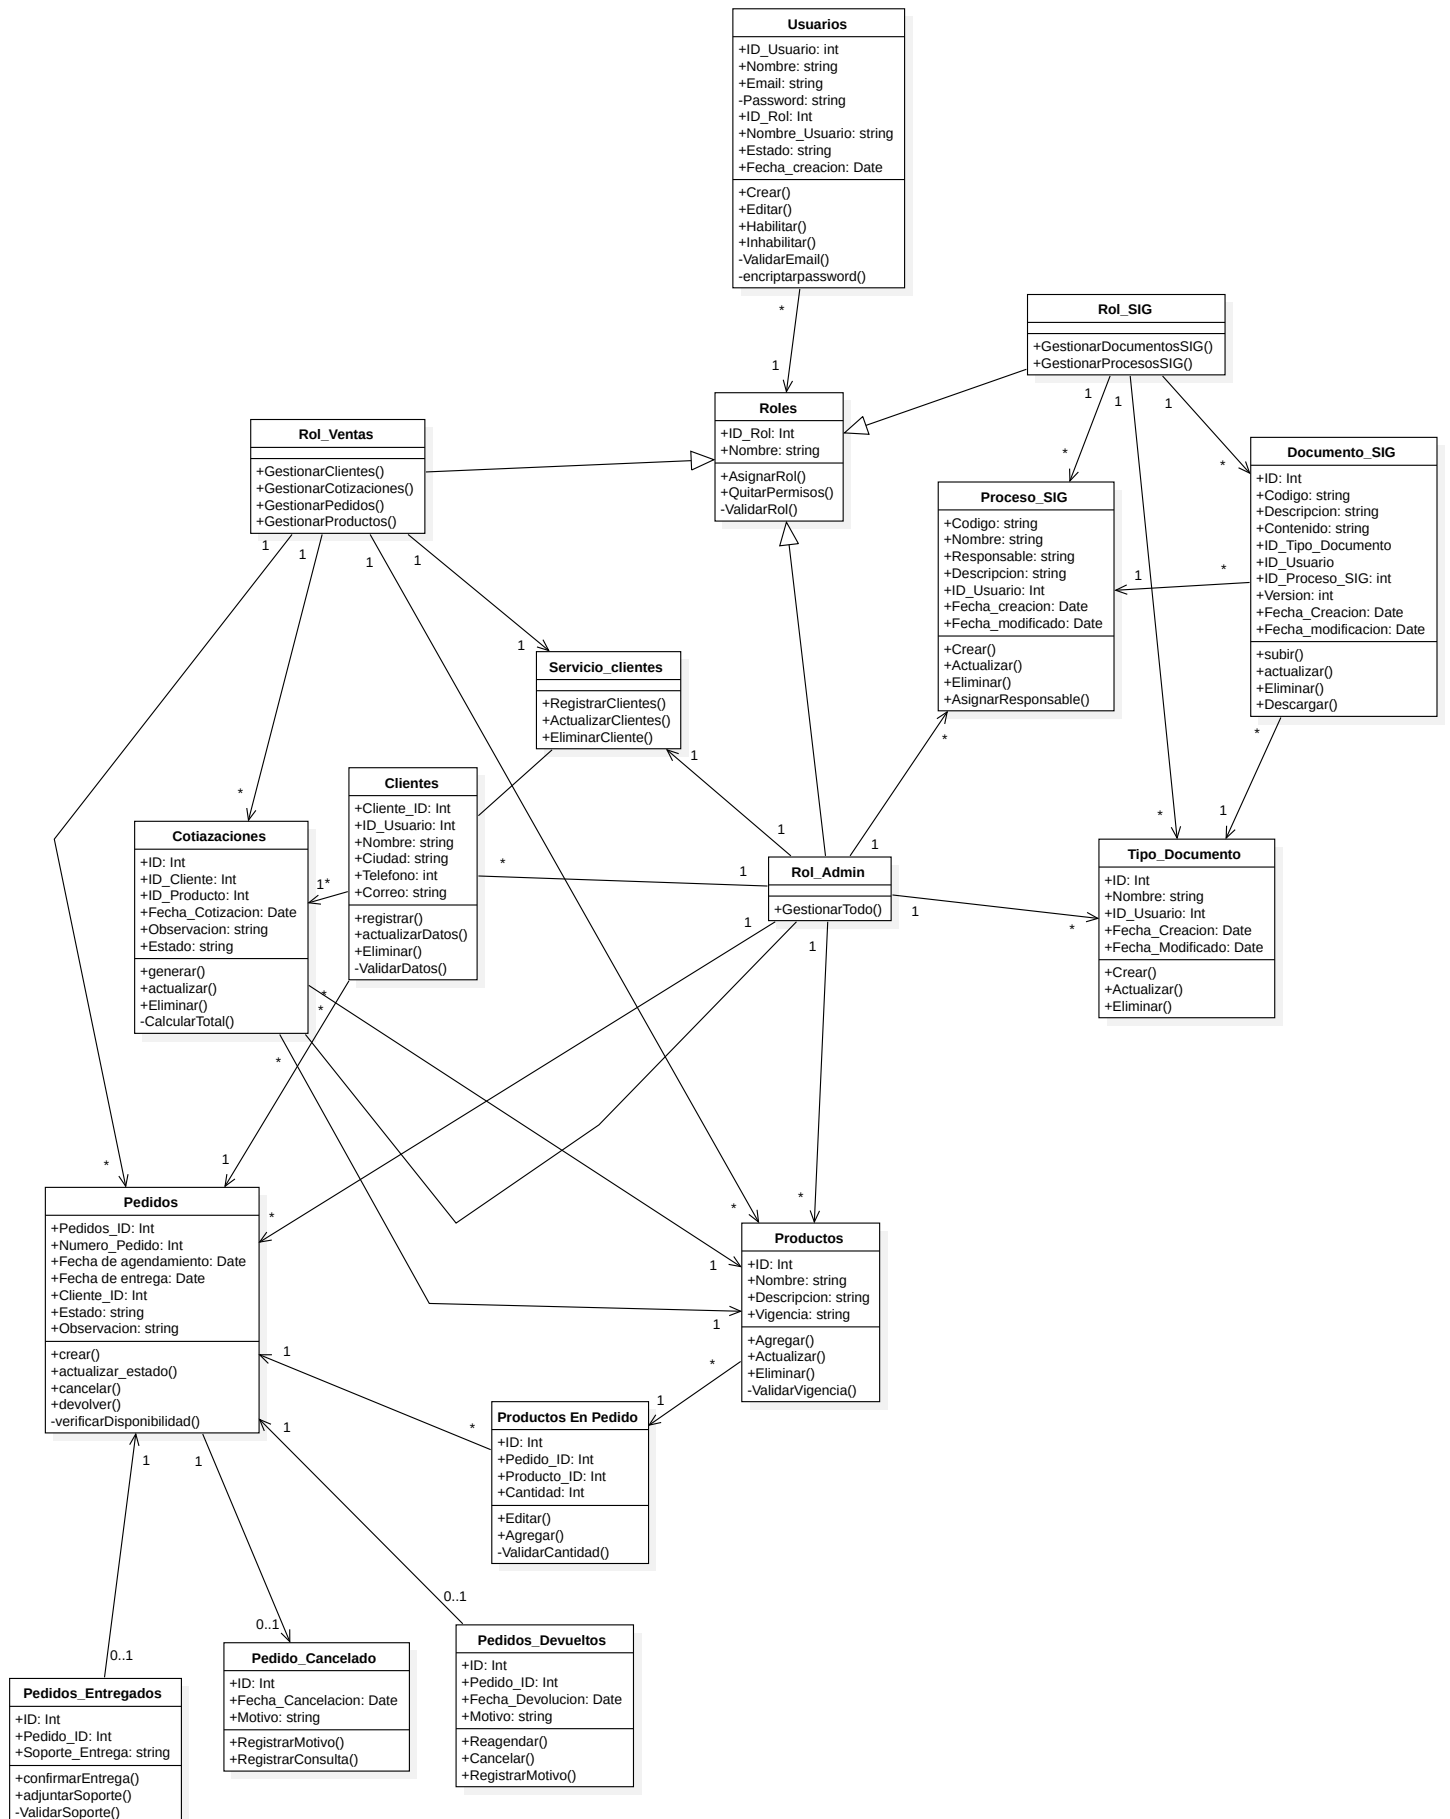 Usuarios
+ID_Usuario: int
+Nombre: string
+Email: string
-Password: string
+ID_Rol: Int
+Nombre_Usuario: string
+Estado: string
+Fecha_creacion: Date
+Crear()
+Editar()
+Habilitar()
+Inhabilitar()
-ValidarEmail()
-encriptarpassword()
*
1
Rol_SIG
+GestionarDocumentosSIG()
+GestionarProcesosSIG()
1
1
1
*
*
*
Roles
+ID_Rol: Int
+Nombre: string
+AsignarRol()
+QuitarPermisos()
-ValidarRol()
Rol_Ventas
+GestionarClientes()
+GestionarCotizaciones()
+GestionarPedidos()
+GestionarProductos()
1
1
1
1
1
*
*
*
Documento_SIG
+ID: Int
+Codigo: string
+Descripcion: string
+Contenido: string
+ID_Tipo_Documento
+ID_Usuario
+ID_Proceso_SIG: int
+Version: int
+Fecha_Creacion: Date
+Fecha_modificacion: Date
+subir()
+actualizar()
+Eliminar()
+Descargar()
*
1
*
1
Proceso_SIG
+Codigo: string
+Nombre: string
+Responsable: string
+Descripcion: string
+ID_Usuario: Int
+Fecha_creacion: Date
+Fecha_modificado: Date
+Crear()
+Actualizar()
+Eliminar()
+AsignarResponsable()
*
Servicio_clientes
+RegistrarClientes()
+ActualizarClientes()
+EliminarCliente()
1
Clientes
+Cliente_ID: Int
+ID_Usuario: Int
+Nombre: string
+Ciudad: string
+Telefono: int
+Correo: string
+registrar()
+actualizarDatos()
+Eliminar()
-ValidarDatos()
*
1*
*
1
Cotiazaciones
+ID: Int
+ID_Cliente: Int
+ID_Producto: Int
+Fecha_Cotizacion: Date
+Observacion: string
+Estado: string
+generar()
+actualizar()
+Eliminar()
-CalcularTotal()
*
*
1
1
Rol_Admin
+GestionarTodo()
1
1
1
1
1
1
*
*
*
Tipo_Documento
+ID: Int
+Nombre: string
+ID_Usuario: Int
+Fecha_Creacion: Date
+Fecha_Modificado: Date
+Crear()
+Actualizar()
+Eliminar()
Pedidos
+Pedidos_ID: Int
+Numero_Pedido: Int
+Fecha de agendamiento: Date
+Fecha de entrega: Date
+Cliente_ID: Int
+Estado: string
+Observacion: string
+crear()
+actualizar_estado()
+cancelar()
+devolver()
-verificarDisponibilidad()
1
1
1
1
Productos
+ID: Int
+Nombre: string
+Descripcion: string
+Vigencia: string
+Agregar()
+Actualizar()
+Eliminar()
-ValidarVigencia()
*
1
Productos En Pedido
+ID: Int
+Pedido_ID: Int
+Producto_ID: Int
+Cantidad: Int
+Editar()
+Agregar()
-ValidarCantidad()
*
0..1
0..1
0..1
Pedidos_Devueltos
+ID: Int
+Pedido_ID: Int
+Fecha_Devolucion: Date
+Motivo: string
+Reagendar()
+Cancelar()
+RegistrarMotivo()
Pedido_Cancelado
+ID: Int
+Fecha_Cancelacion: Date
+Motivo: string
+RegistrarMotivo()
+RegistrarConsulta()
Pedidos_Entregados
+ID: Int
+Pedido_ID: Int
+Soporte_Entrega: string
+confirmarEntrega()
+adjuntarSoporte()
-ValidarSoporte()